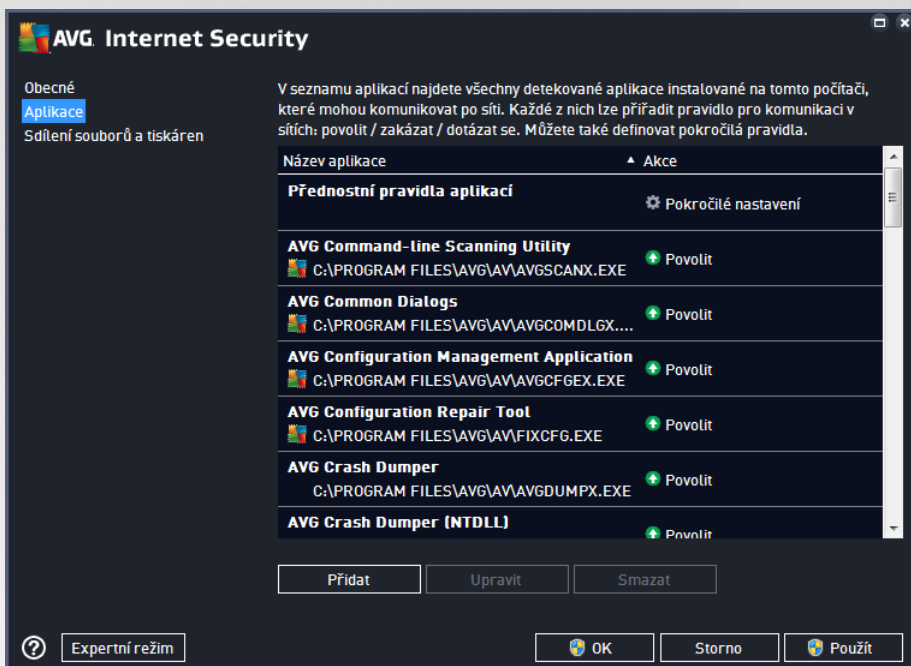 AVG. Internet Security
Obecné
Aplikace
Sdílení souborů a tiskáren
V seznamu aplikací najdete všechny detekované aplikace instalované na tomto počítači,
které mohou komunikovat po síti. Každé z nich lze přiřadit pravidlo pro komunikaci v
sítích: povolit / zakázat / dotázat se. Můžete také definovat pokročilá pravidla.
Název aplikace Akce
Přednostní pravidla aplikací
Pokročilé nastavení
AVG Command-line Scanning Utility
C:\PROGRAM FILES\AVG\AV\AVGSCANX.EXE
Povolit
AVG Common Dialogs
C:\PROGRAM FILES\AVG\AV\AVGCOMDLGX....
Povolit
AVG Configuration Management Application
C:\PROGRAM FILES\AVG\AV\AVGCFGEX.EXE
Povolit
AVG Configuration Repair Tool
C:\PROGRAM FILES\AVG\AV\FIXCFG.EXE
Povolit
AVG Crash Dumper
C:\PROGRAM FILES\AVG\AV\AVGDUMPX.EXE
Povolit
AVG Crash Dumper (NTDLL)
Povolit
Přidat Upravit Smazat
? Expertní režim OK Storno Použít